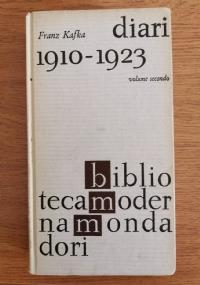 Franz Kafka diari
1910-1923
volume secondo
biblio
tecamoder
namonda
dori